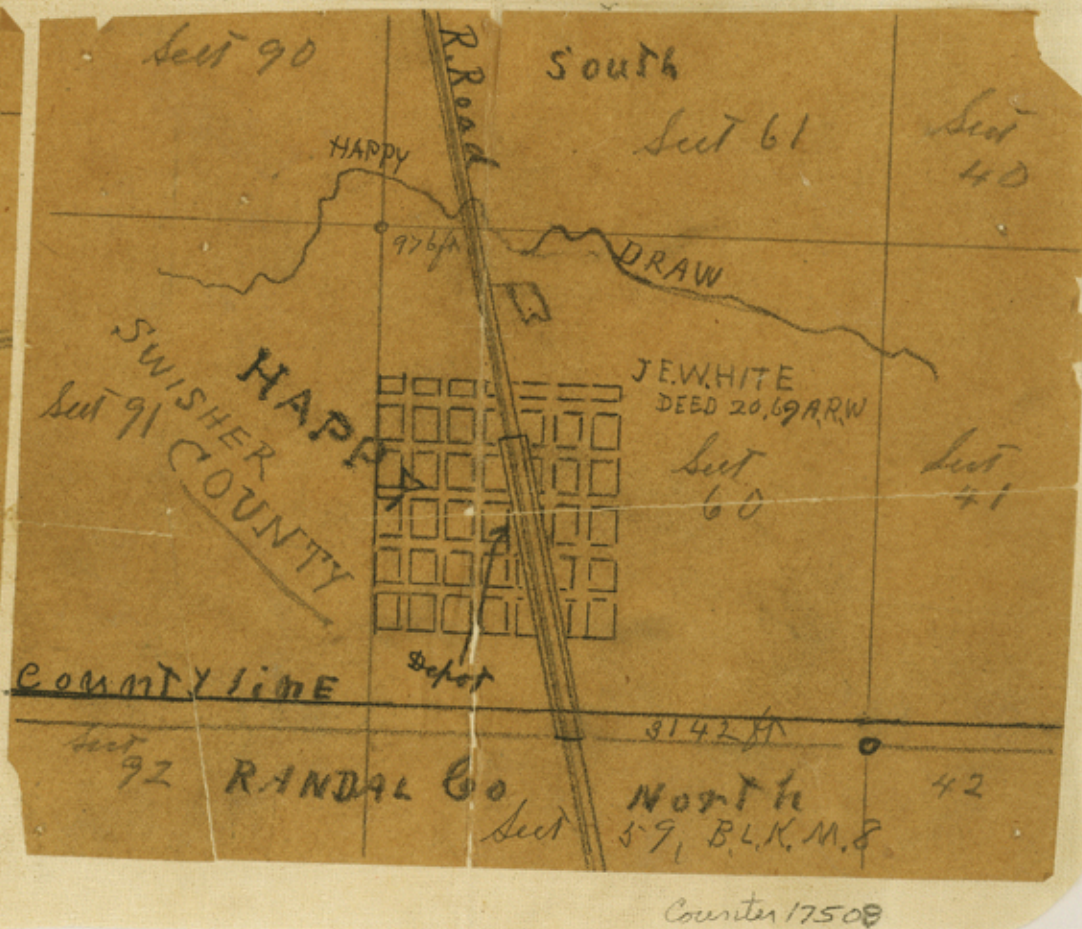 Sect 90
R. Road
South
Sect 61
Sect
40
HAPPY
976 ft
DRAW
SWISHER
COUNTY
HAPPY
Sect 91
J E. WHITE
DEED 20,69 A.R.W
Sect
60
Sect
41
Depot
County line
3142 ft
Sect
92
RANDAL Co
North
Sect 59, BLK. M. 8
42
Counter 17508